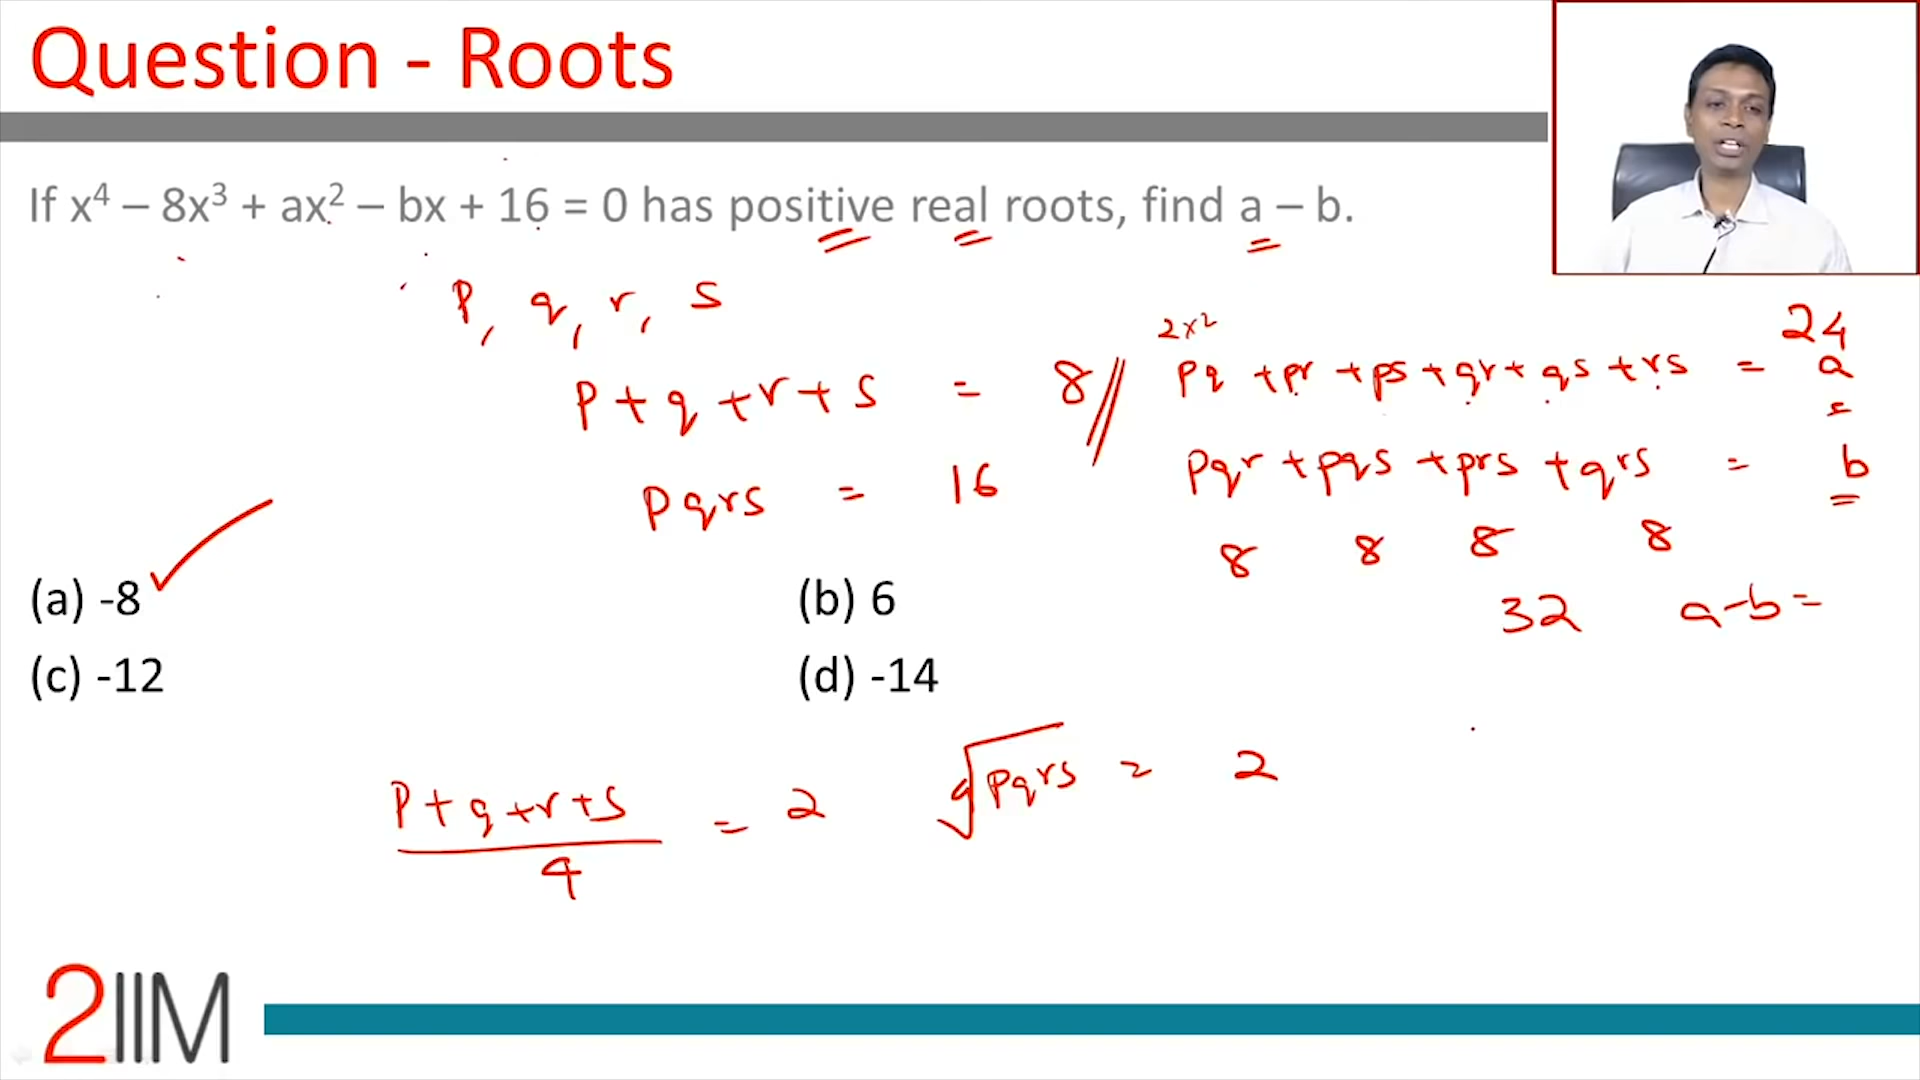 Question - Roots
If x⁴ – 8x³ + ax² – bx + 16 = 0 has positive real roots, find a – b.
p, q, r, s
2x2
24
p + q + r + s = 8 // pq + pr + ps + qr + qs + rs = a
pqrs = 16
pqr + pqs + prs + qrs = b
8 8 8 8
(a) -8
(b) 6
32 a-b =
(c) -12
(d) -14
p+q+r+s / 4 = 2
∜pqrs = 2
2IIM